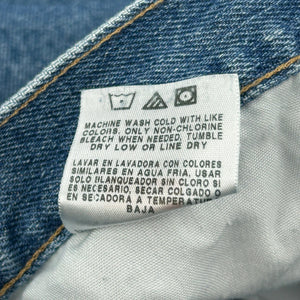 MACHINE WASH COLD WITH LIKE
COLORS. ONLY NON-CHLORINE
BLEACH WHEN NEEDED. TUMBLE
DRY LOW OR LINE DRY
LAVAR EN LAVADORA CON COLORES
SIMILARES EN AGUA FRIA. USAR
SOLO BLANQUEADOR SIN CLORO SI
ES NECESARIO, SECAR COLGADO O
EN SECADORA A TEMPERATURE
BAJA